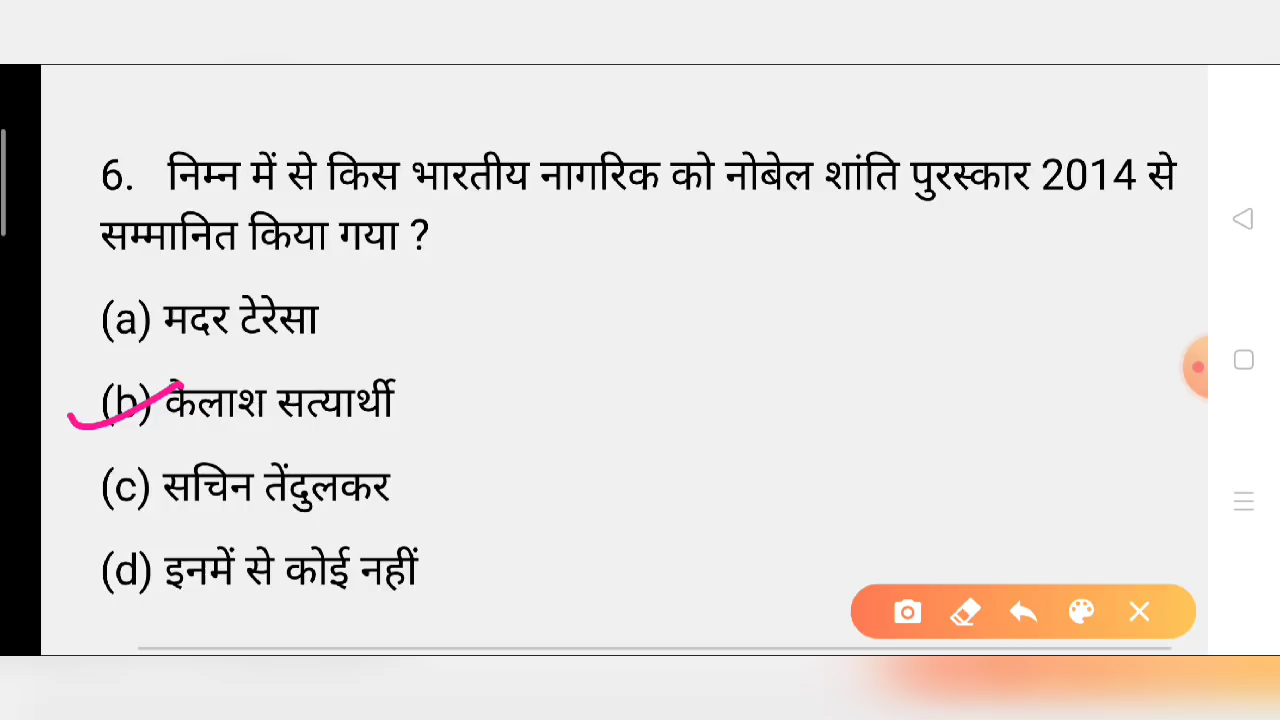 6. निम्न में से किस भारतीय नागरिक को नोबेल शांति पुरस्कार 2014 से
सम्मानित किया गया ?
(a) मदर टेरेसा
(b) कैलाश सत्यार्थी
(c) सचिन तेंदुलकर
(d) इनमें से कोई नहीं